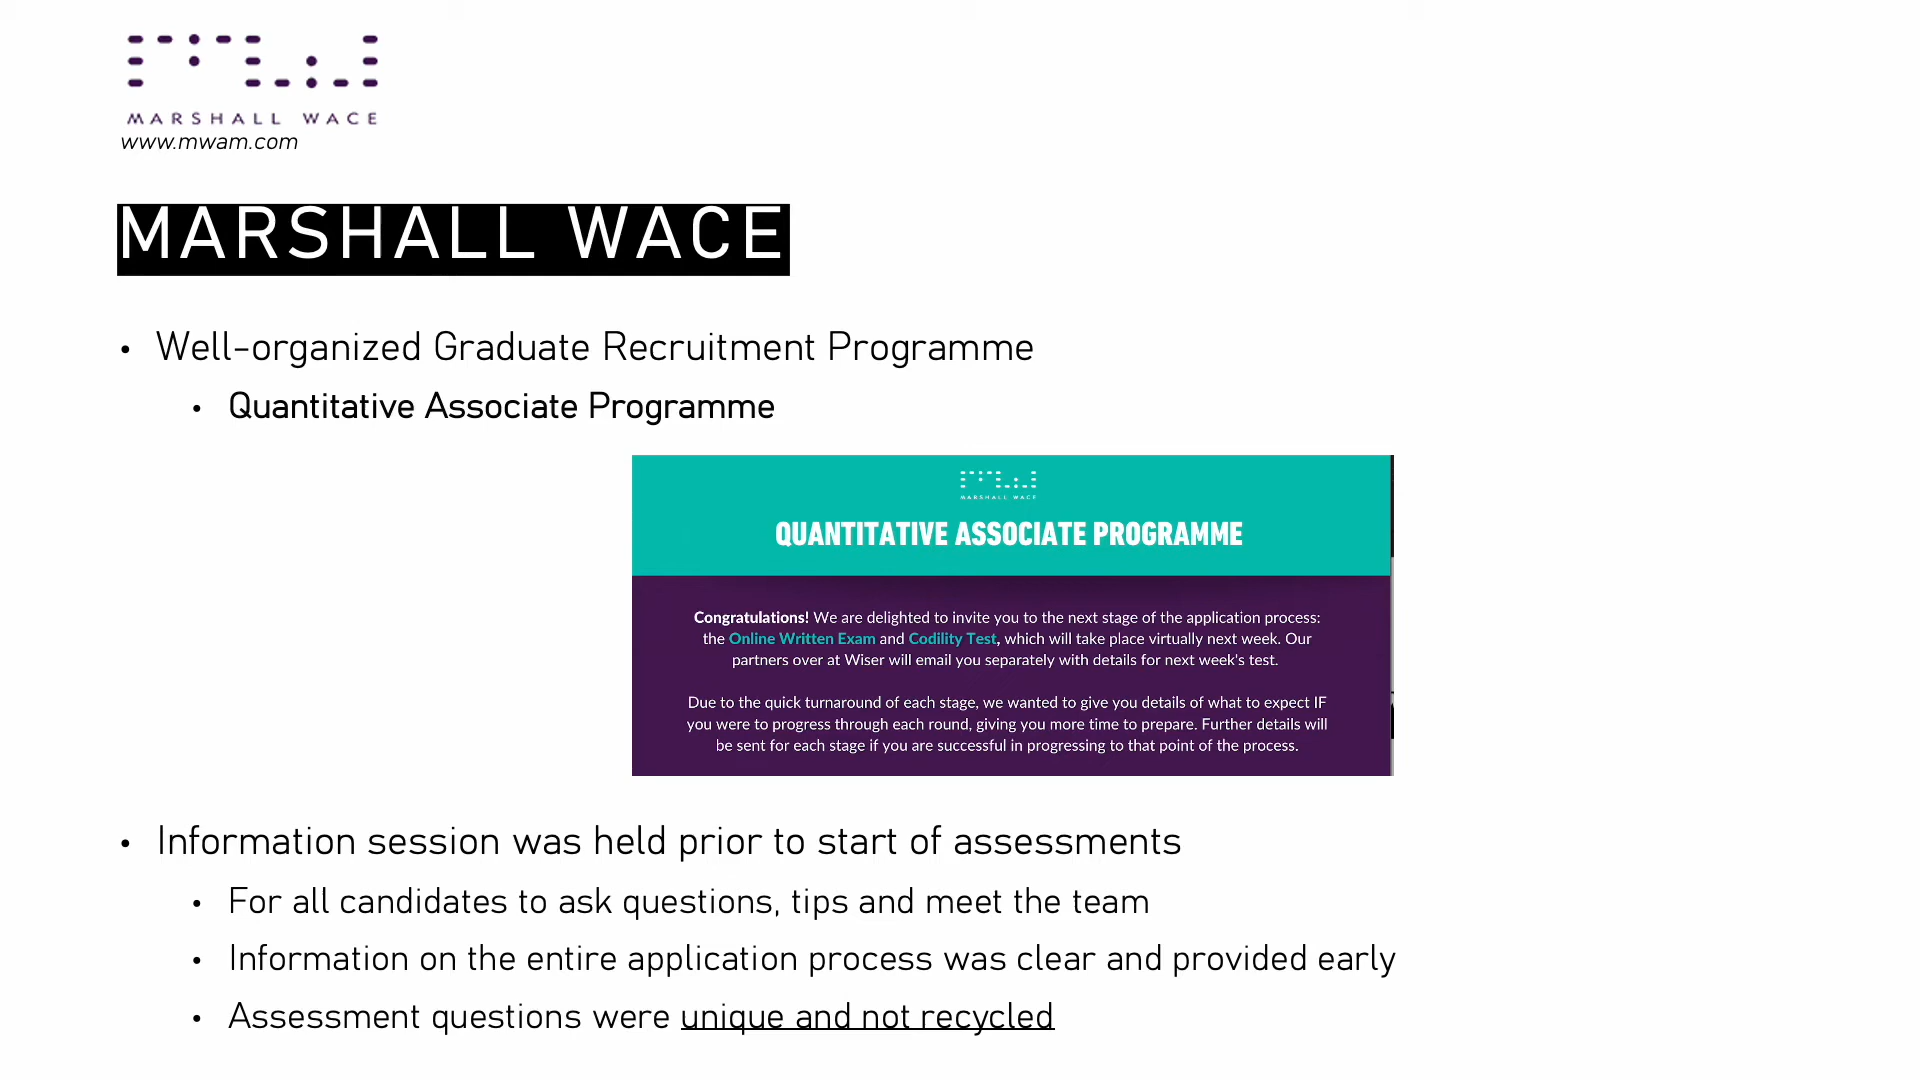 MARSHALL WACE
www.mwam.com
MARSHALL WACE
• Well-organized Graduate Recruitment Programme
• Quantitative Associate Programme
MARSHALL WACE
QUANTITATIVE ASSOCIATE PROGRAMME
Congratulations! We are delighted to invite you to the next stage of the application process:
the Online Written Exam and Codility Test, which will take place virtually next week. Our
partners over at Wiser will email you separately with details for next week's test.
Due to the quick turnaround of each stage, we wanted to give you details of what to expect IF
you were to progress through each round, giving you more time to prepare. Further details will
be sent for each stage if you are successful in progressing to that point of the process.
• Information session was held prior to start of assessments
• For all candidates to ask questions, tips and meet the team
• Information on the entire application process was clear and provided early
• Assessment questions were unique and not recycled